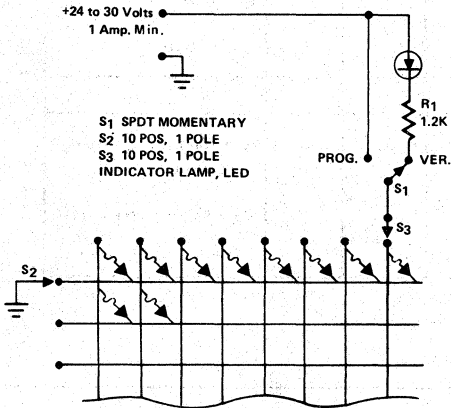 +24 to 30 Volts
1 Amp. Min.
R1
1.2K
S1 SPDT MOMENTARY
S2 10 POS, 1 POLE
S3 10 POS, 1 POLE
INDICATOR LAMP, LED
PROG.
VER.
S1
S3
S2